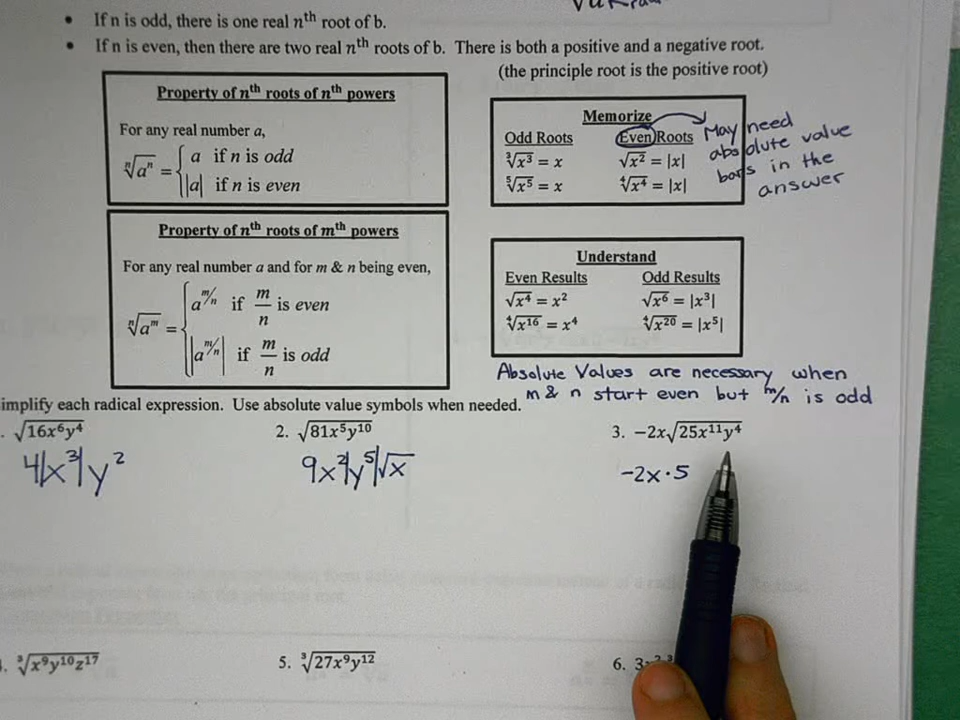 • If n is odd, there is one real nᵗʰ root of b.
• If n is even, then there are two real nᵗʰ roots of b. There is both a positive and a negative root.
(the principle root is the positive root)
Property of nᵗʰ roots of nᵗʰ powers
For any real number a,
ⁿ√aⁿ = { a if n is odd
|a| if n is even
Memorize
Odd Roots Even Roots
³√x³ = x √x² = |x|
⁵√x⁵ = x ⁴√x⁴ = |x|
May need
absolute value
bars in the
answer
Property of nᵗʰ roots of mᵗʰ powers
For any real number a and for m & n being even,
ⁿ√aᵐ = { a^(m/n) if m/n is even
|a^(m/n)| if m/n is odd
Understand
Even Results Odd Results
√x⁴ = x² √x⁶ = |x³|
⁴√x¹⁶ = x⁴ ⁴√x²⁰ = |x⁵|
Absolute Values are necessary when
m & n start even but m/n is odd
implify each radical expression. Use absolute value symbols when needed.
. √16x⁶y⁴ 2. √81x⁵y¹⁰ 3. −2x√25x¹¹y⁴
4|x³|y² 9x²|y⁵|√x −2x·5
. ³√x⁹y¹⁰z¹⁷ 5. ³√27x⁹y¹² 6. 3